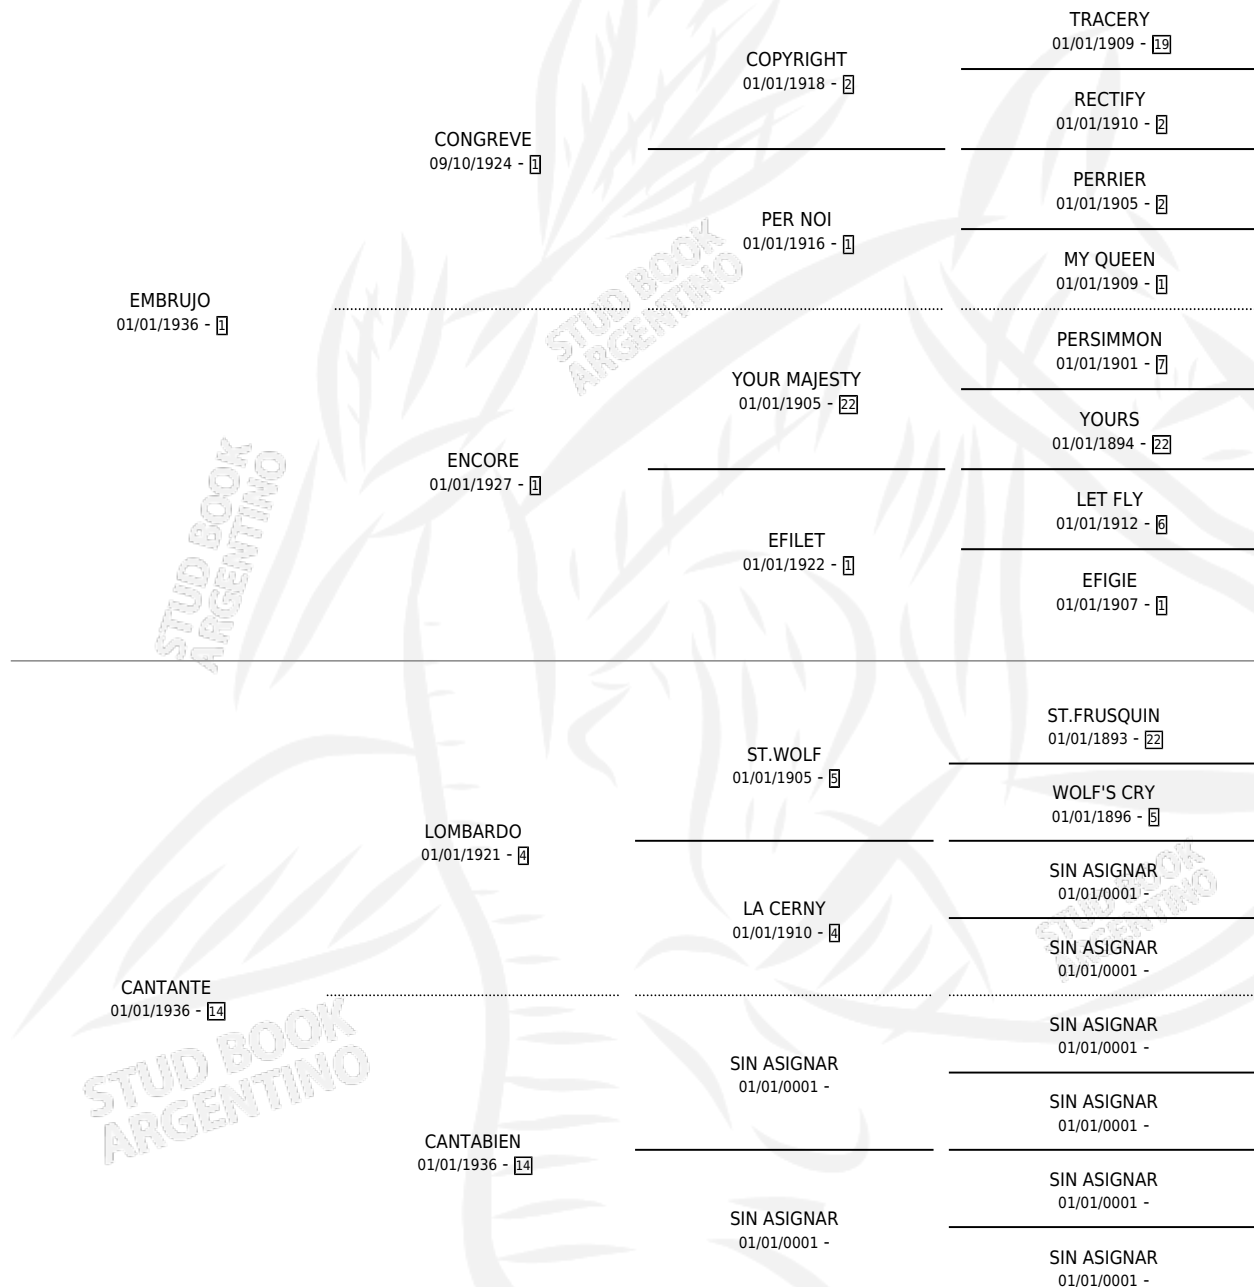 TRACERY
01/01/1909 - 19
COPYRIGHT
01/01/1918 - 2
RECTIFY
01/01/1910 - 2
CONGREVE
09/10/1924 - 1
PERRIER
01/01/1905 - 2
PER NOI
01/01/1916 - 1
MY QUEEN
01/01/1909 - 1
EMBRUJO
01/01/1936 - 1
STUD BOOK
ARGENTINO
PERSIMMON
01/01/1901 - 7
YOUR MAJESTY
01/01/1905 - 22
YOURS
01/01/1894 - 22
ENCORE
01/01/1927 - 1
LET FLY
01/01/1912 - 6
EFILET
01/01/1922 - 1
EFIGIE
01/01/1907 - 1
STUD BOOK
ARGENTINO
ST.FRUSQUIN
01/01/1893 - 22
ST.WOLF
01/01/1905 - 5
WOLF'S CRY
01/01/1896 - 5
LOMBARDO
01/01/1921 - 4
SIN ASIGNAR
01/01/0001 -
LA CERNY
01/01/1910 - 4
STUD BOOK
ARGENTINO
SIN ASIGNAR
01/01/0001 -
CANTANTE
01/01/1936 - 14
STUD BOOK
ARGENTINO
SIN ASIGNAR
01/01/0001 -
SIN ASIGNAR
01/01/0001 -
SIN ASIGNAR
01/01/0001 -
CANTABIEN
01/01/1936 - 14
SIN ASIGNAR
01/01/0001 -
SIN ASIGNAR
01/01/0001 -
SIN ASIGNAR
01/01/0001 -